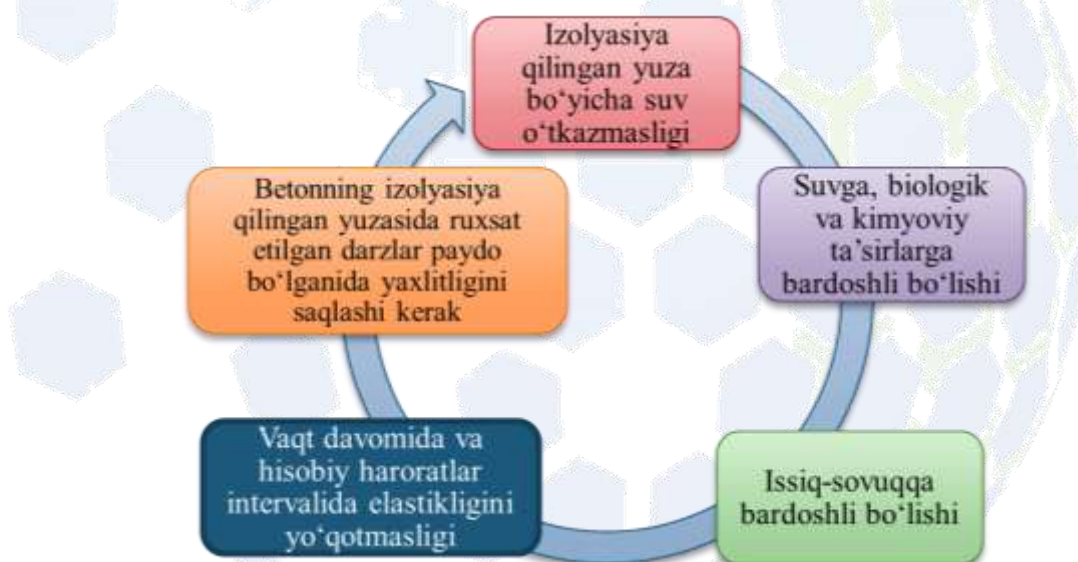 Izolyasiya
qilingan yuza
bo‘yicha suv
o‘tkazmasligi
Suvga, biologik
va kimyoviy
ta’sirlarga
bardoshli bo‘lishi
Issiq-sovuqqa
bardoshli bo‘lishi
Vaqt davomida va
hisobiy haroratlar
intervalida elastikligini
yo‘qotmasligi
Betonning izolyasiya
qilingan yuzasida ruxsat
etilgan darzlar paydo
bo‘lganida yaxlitligini
saqlashi kerak